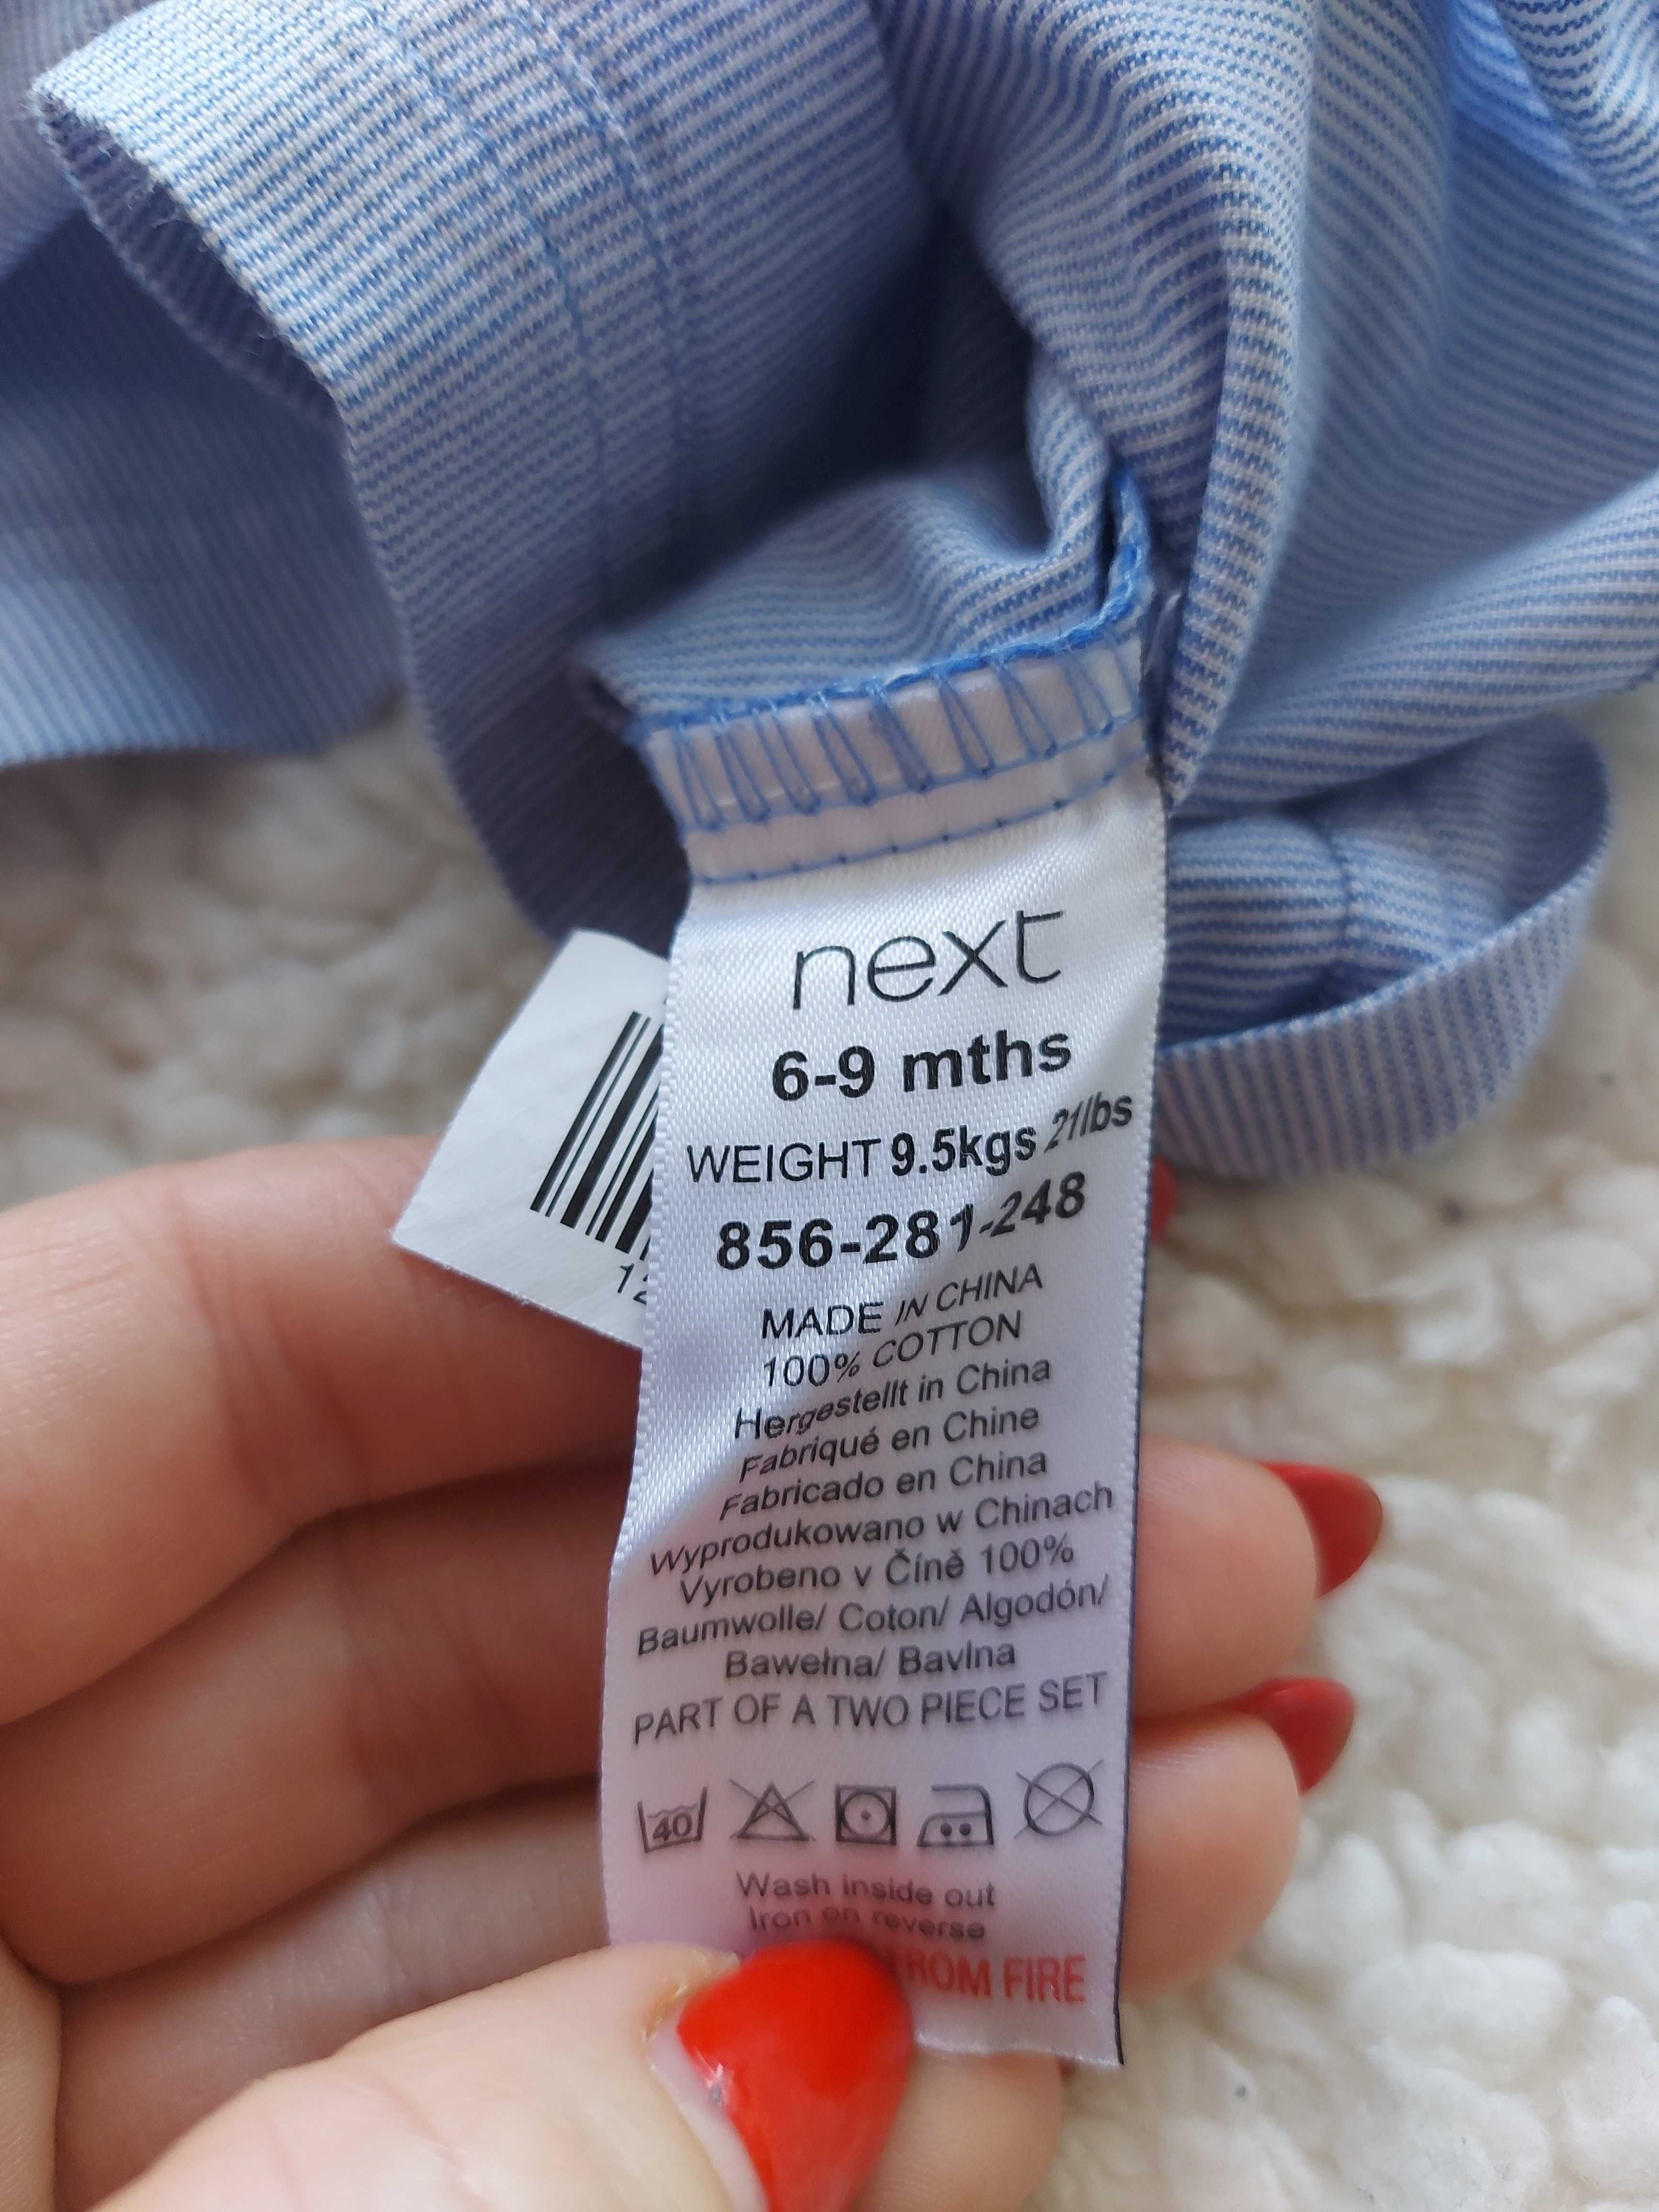 next
6-9 mths
WEIGHT 9.5kgs 21lbs
856-281-248
MADE IN CHINA
100% COTTON
Hergestellt in China
Fabriqué en Chine
Fabricado en China
Wyprodukowano w Chinach
Vyrobeno v Číně 100%
Baumwolle/ Coton/ Algodón/
Bawełna/ Bavlna
PART OF A TWO PIECE SET
40
Wash inside out
Iron on reverse
FIRE